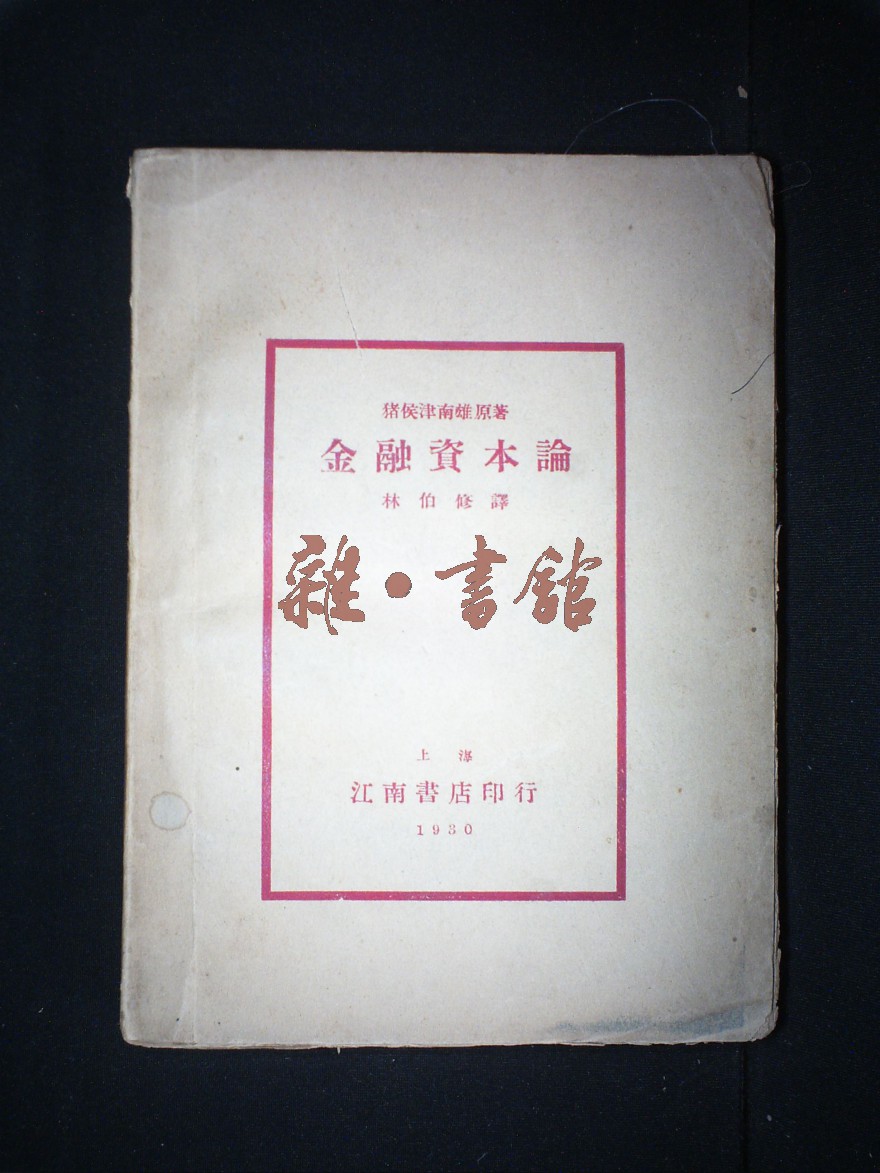 猪侯津南雄原著
金融資本論
林伯修譯
雜·書館
上海
江南書店印行
1930